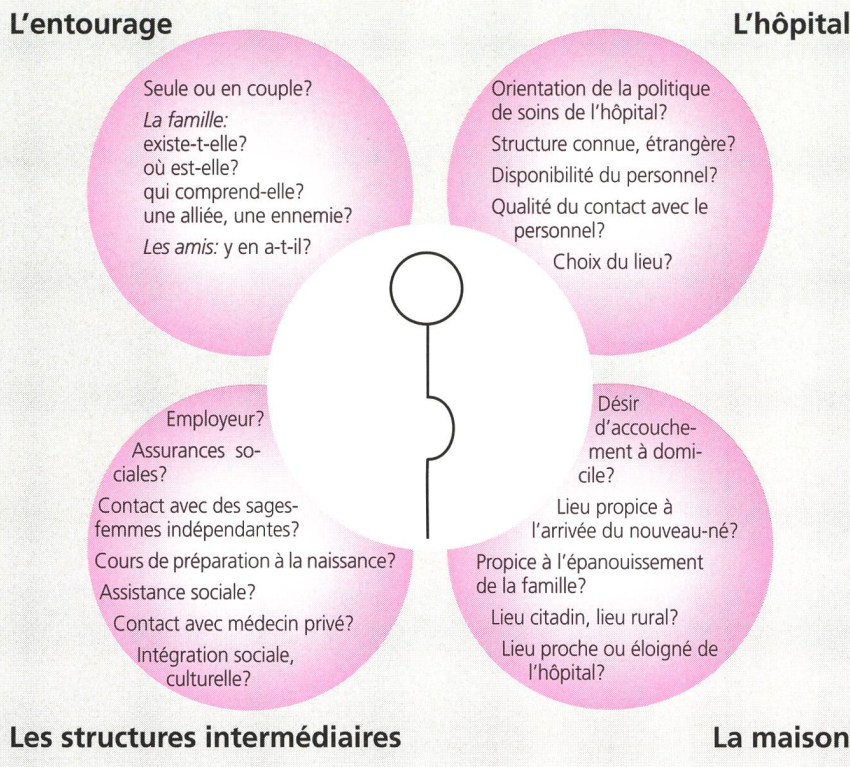 L'entourage
Seule ou en couple?
La famille:
existe-t-elle?
où est-elle?
qui comprend-elle?
une alliée, une ennemie?
Les amis: y en a-t-il?
L'hôpital
Orientation de la politique
de soins de l'hôpital?
Structure connue, étrangère?
Disponibilité du personnel?
Qualité du contact avec le
personnel?
Choix du lieu?
Employeur?
Assurances so-
ciales?
Contact avec des sages-
femmes indépendantes?
Cours de préparation à la naissance?
Assistance sociale?
Contact avec médecin privé?
Intégration sociale,
culturelle?
Les structures intermédiaires
Désir
d'accouche-
ment à domi-
cile?
Lieu propice à
l'arrivée du nouveau-né?
Propice à l'épanouissement
de la famille?
Lieu citadin, lieu rural?
Lieu proche ou éloigné de
l'hôpital?
La maison